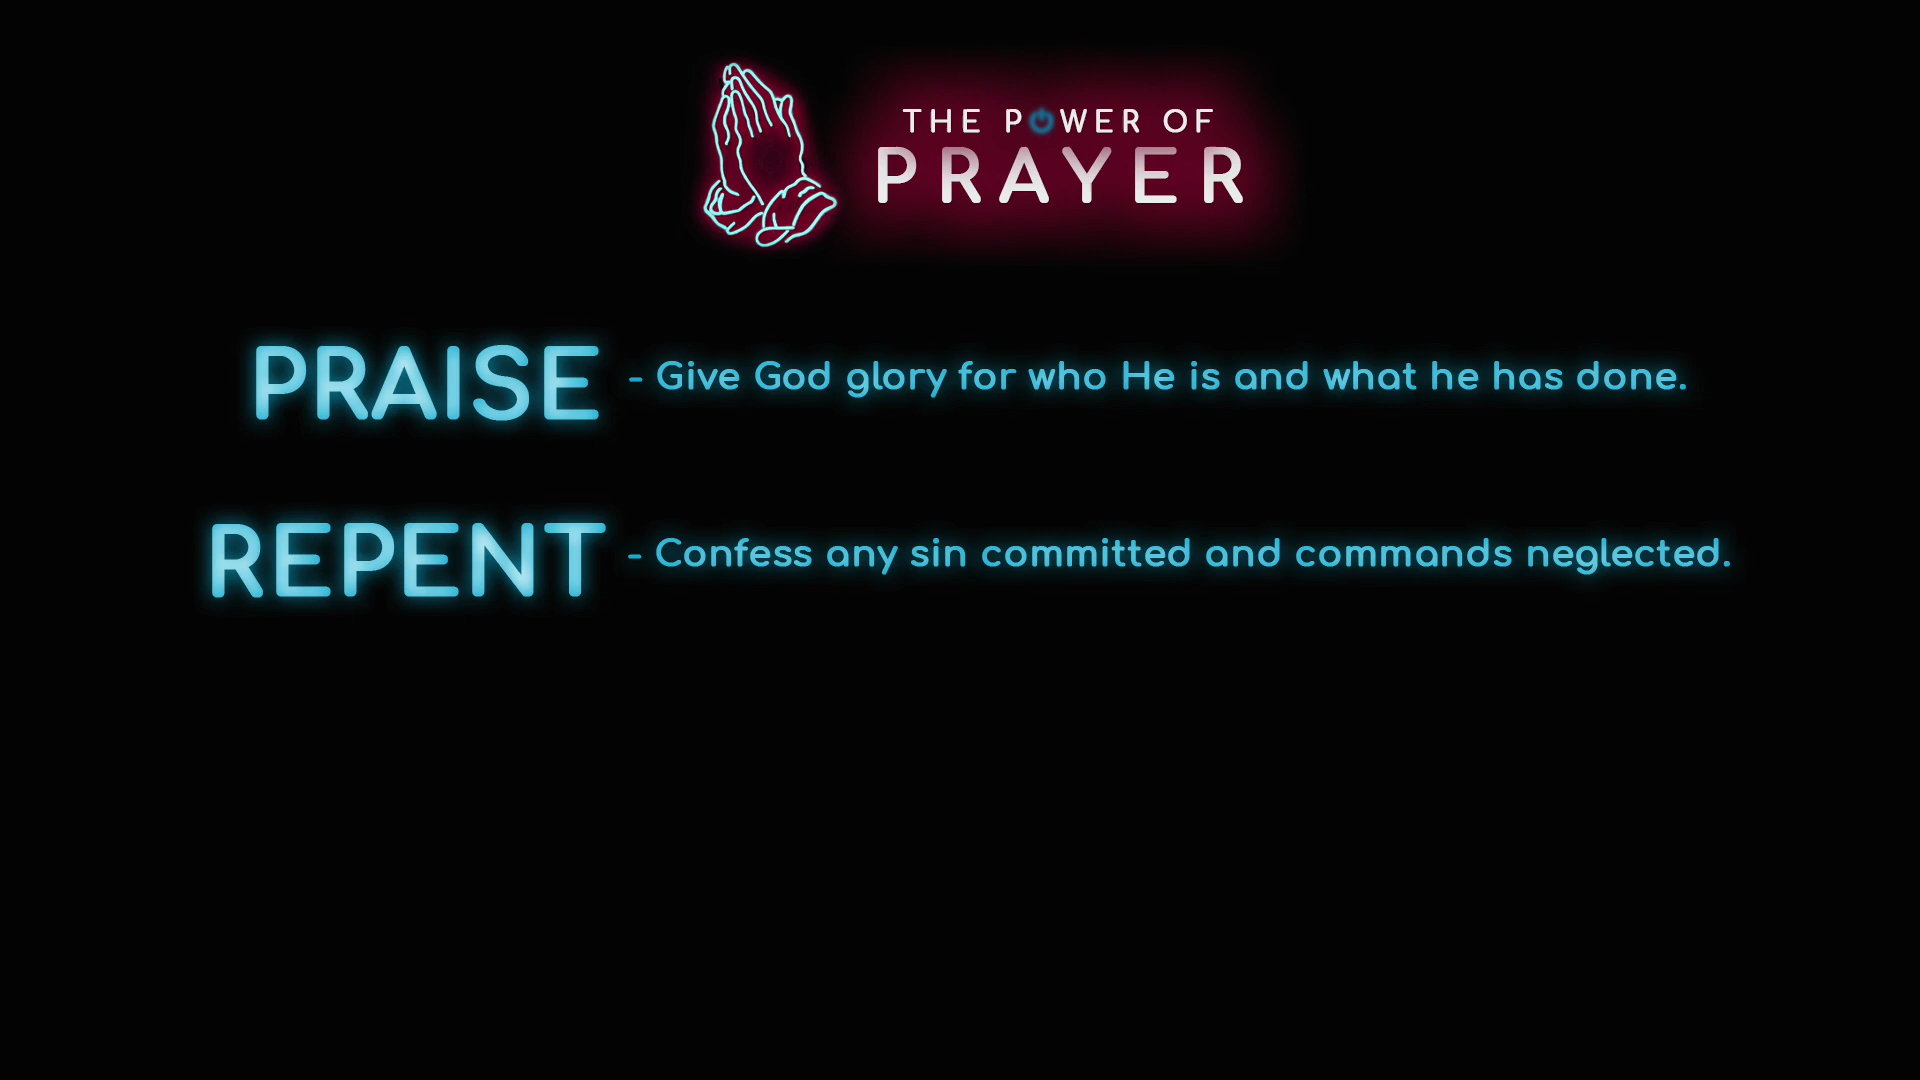 THE POWER OF
PRAYER
PRAISE - Give God glory for who He is and what he has done.
REPENT - Confess any sin committed and commands neglected.